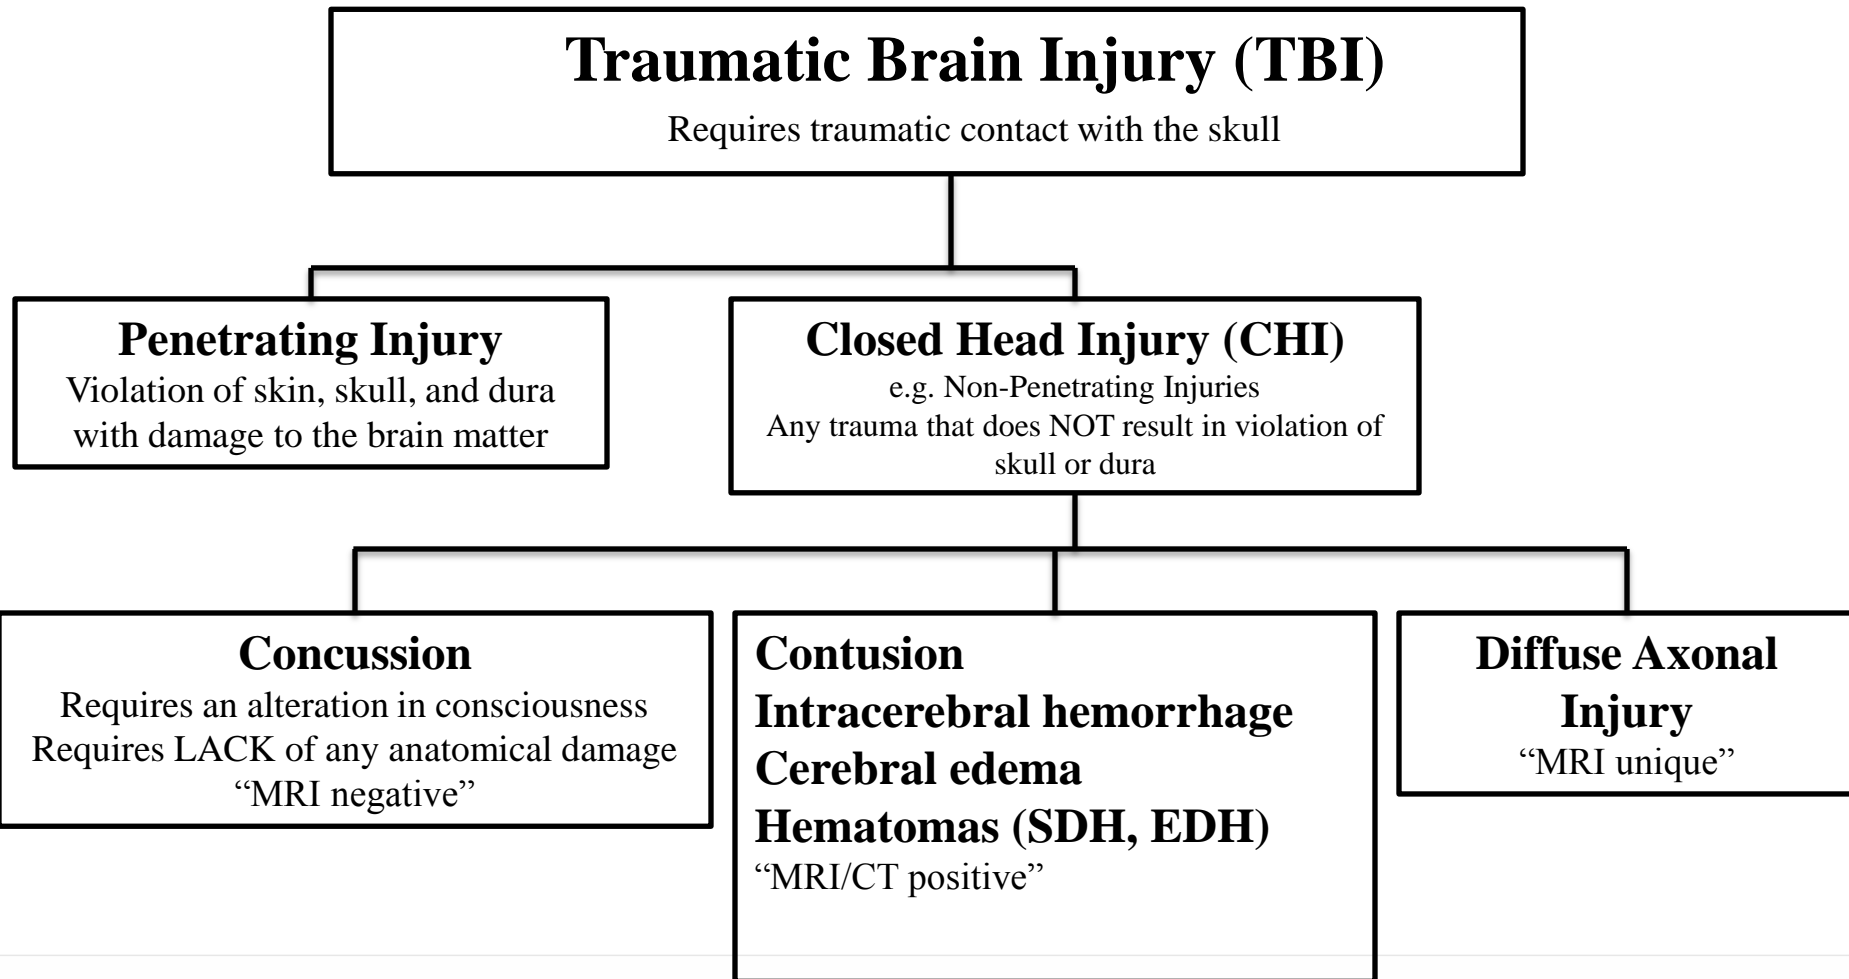 Traumatic Brain Injury (TBI)
Requires traumatic contact with the skull
Penetrating Injury
Violation of skin, skull, and dura
with damage to the brain matter
Closed Head Injury (CHI)
e.g. Non-Penetrating Injuries
Any trauma that does NOT result in violation of
skull or dura
Concussion
Requires an alteration in consciousness
Requires LACK of any anatomical damage
“MRI negative”
Contusion
Intracerebral hemorrhage
Cerebral edema
Hematomas (SDH, EDH)
“MRI/CT positive”
Diffuse Axonal
Injury
“MRI unique”